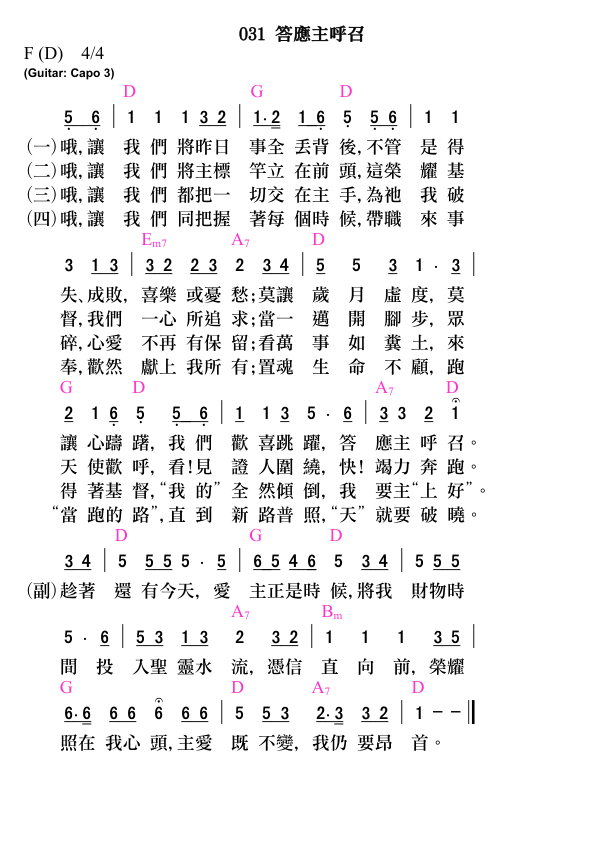 031 答應主呼召
F (D) 4/4
(Guitar: Capo 3)
D G D
5 6 | 1 1 1 3 2 | 1· 2 1 6 5 5 6 | 1 1
(一)哦,讓 我 們 將昨日 事全 丟背 後,不管 是 得
(二)哦,讓 我 們 將主標 竿立 在前 頭,這榮 耀 基
(三)哦,讓 我 們 都把一 切交 在主 手,為祂 我 破
(四)哦,讓 我 們 同把握 著每 個時 候,帶職 來 事
Em7 A7 D
3 1 3 | 3 2 2 3 2 3 4 | 5 5 3 1 · 3 |
失、成敗, 喜樂 或憂 愁;莫讓 歲 月 虛 度, 莫
督,我們 一心 所追 求;當一 邁 開 腳 步, 眾
碎,心愛 不再 有保 留;看萬 事 如 糞 土, 來
奉,歡然 獻上 我所 有;置魂 生 命 不 顧, 跑
G D A7 D
2 1 6 5 5 6 | 1 1 3 5 · 6 | 3 3 2 1
讓 心躊 躇, 我 們 歡 喜跳 躍, 答 應主 呼 召。
天 使歡 呼, 看!見 證 人圍 繞, 快! 竭力 奔 跑。
得 著基 督,“我 的” 全 然傾 倒, 我 要主“上 好”。
“當 跑的 路”,直 到 新 路普 照,“天” 就要 破 曉。
D G D
3 4 | 5 5 5 5 · 5 | 6 5 4 6 5 3 4 | 5 5 5
(副)趁著 還 有今天, 愛 主正是時 候,將我 財物時
A7 Bm
5 · 6 | 5 3 1 3 2 3 2 | 1 1 1 3 5 |
間 投 入聖 靈水 流, 憑信 直 向 前, 榮耀
G D A7 D
6· 6 6 6 6 6 6 | 5 5 3 2· 3 3 2 | 1 – – ‖
照在 我心 頭,主愛 既 不變, 我仍 要昂 首。